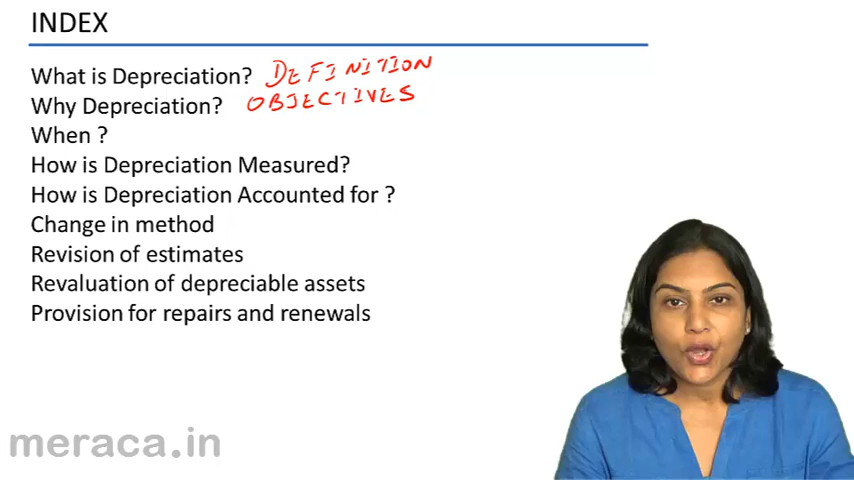 INDEX
What is Depreciation? DEFINITION
Why Depreciation? OBJECTIVES
When ?
How is Depreciation Measured?
How is Depreciation Accounted for ?
Change in method
Revision of estimates
Revaluation of depreciable assets
Provision for repairs and renewals
meraca.in